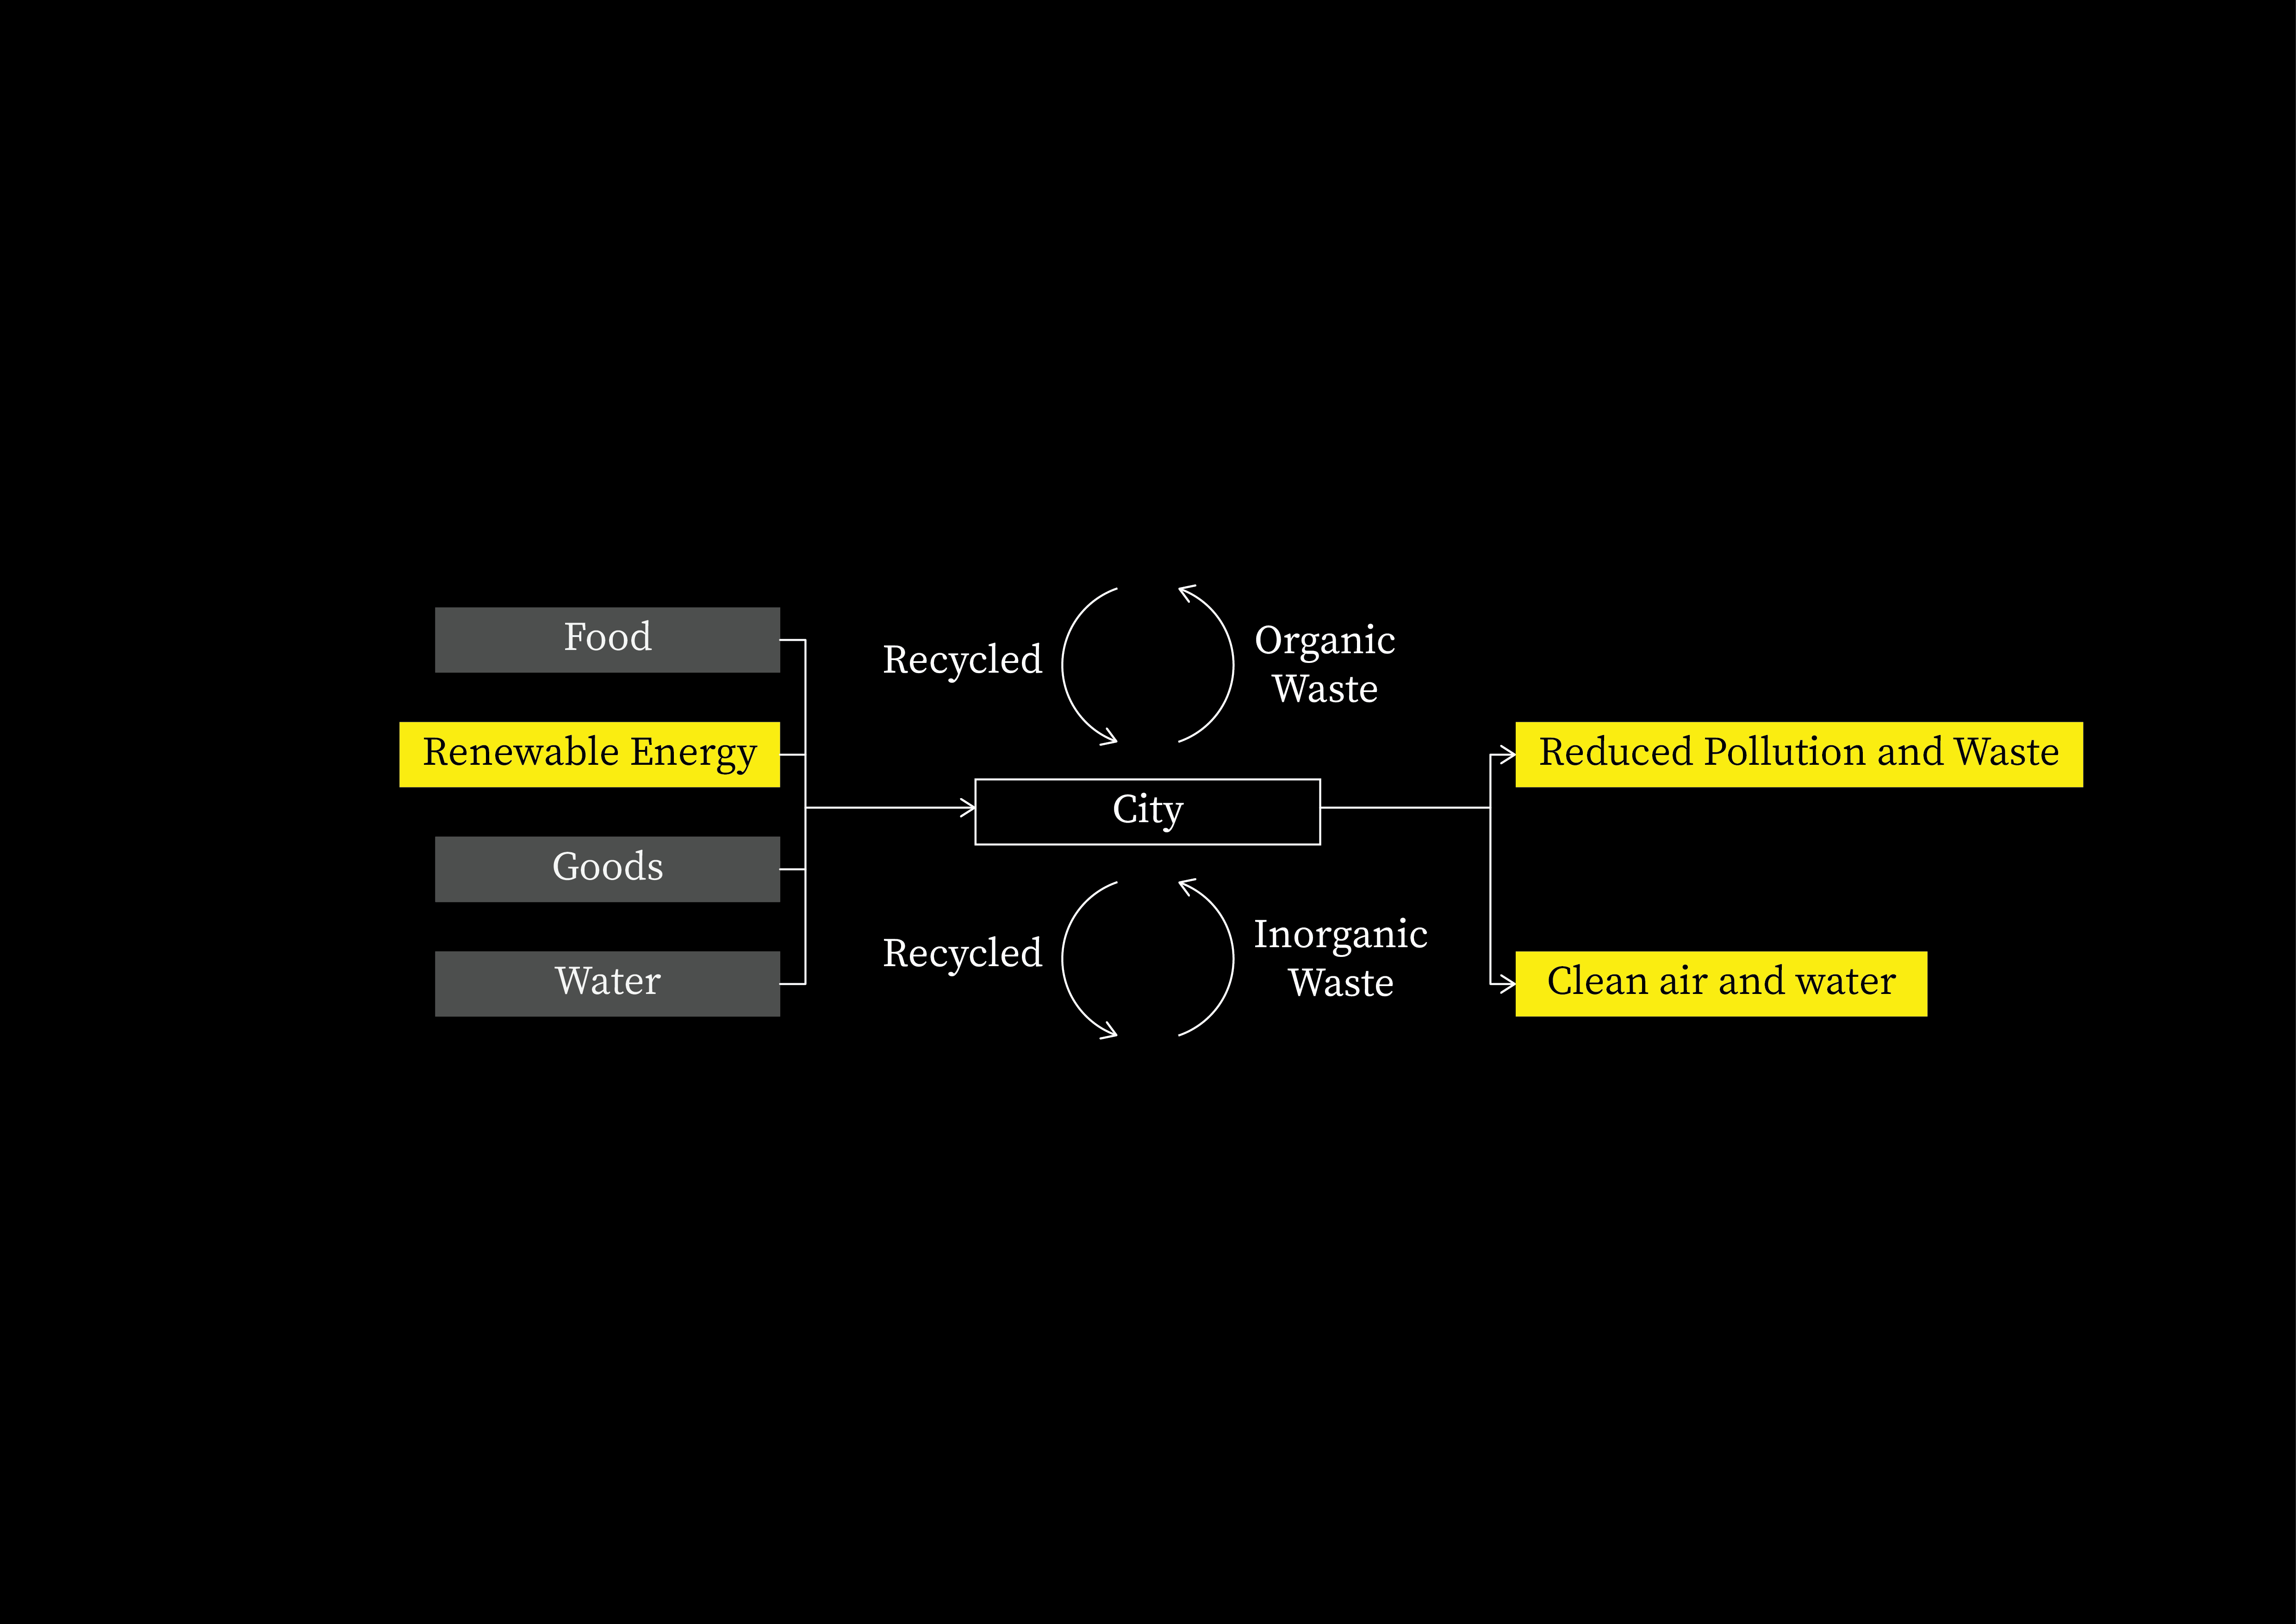 Food
Renewable Energy
Goods
Water
Recycled
Organic
Waste
City
Recycled
Inorganic
Waste
Reduced Pollution and Waste
Clean air and water